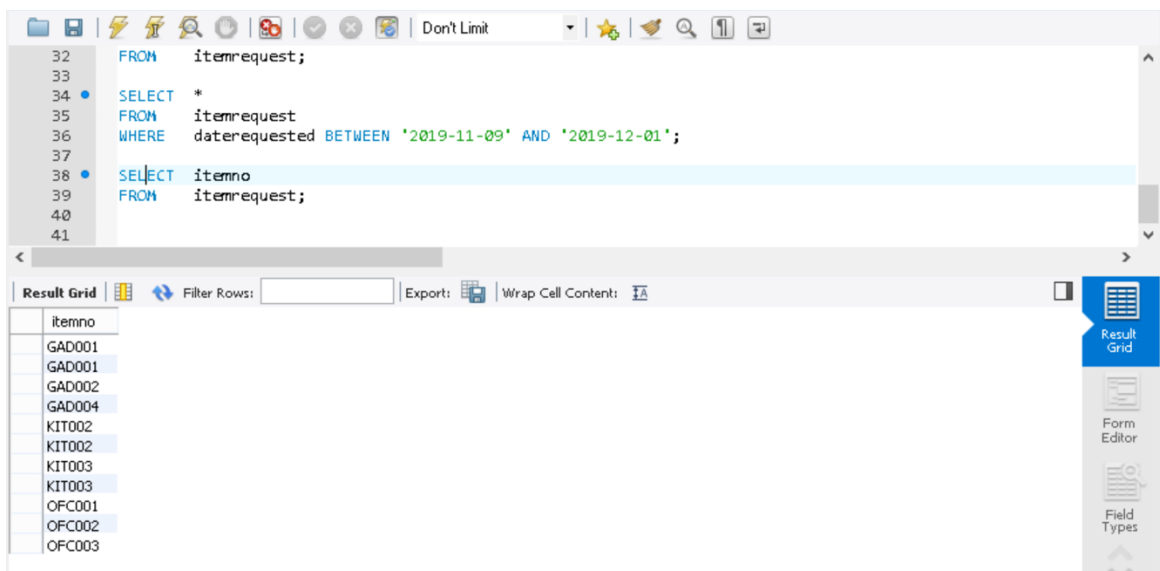 Don't Limit
32 FROM itemrequest;
33
34 SELECT *
35 FROM itemrequest
36 WHERE daterequested BETWEEN '2019-11-09' AND '2019-12-01';
37
38 SELECT itemno
39 FROM itemrequest;
40
41
Result Grid Filter Rows: Export: Wrap Cell Content: IA
itemno
GAD001
GAD001
GAD002
GAD004
KIT002
KIT002
KIT003
KIT003
OFC001
OFC002
OFC003
Result
Grid
Form
Editor
Field
Types